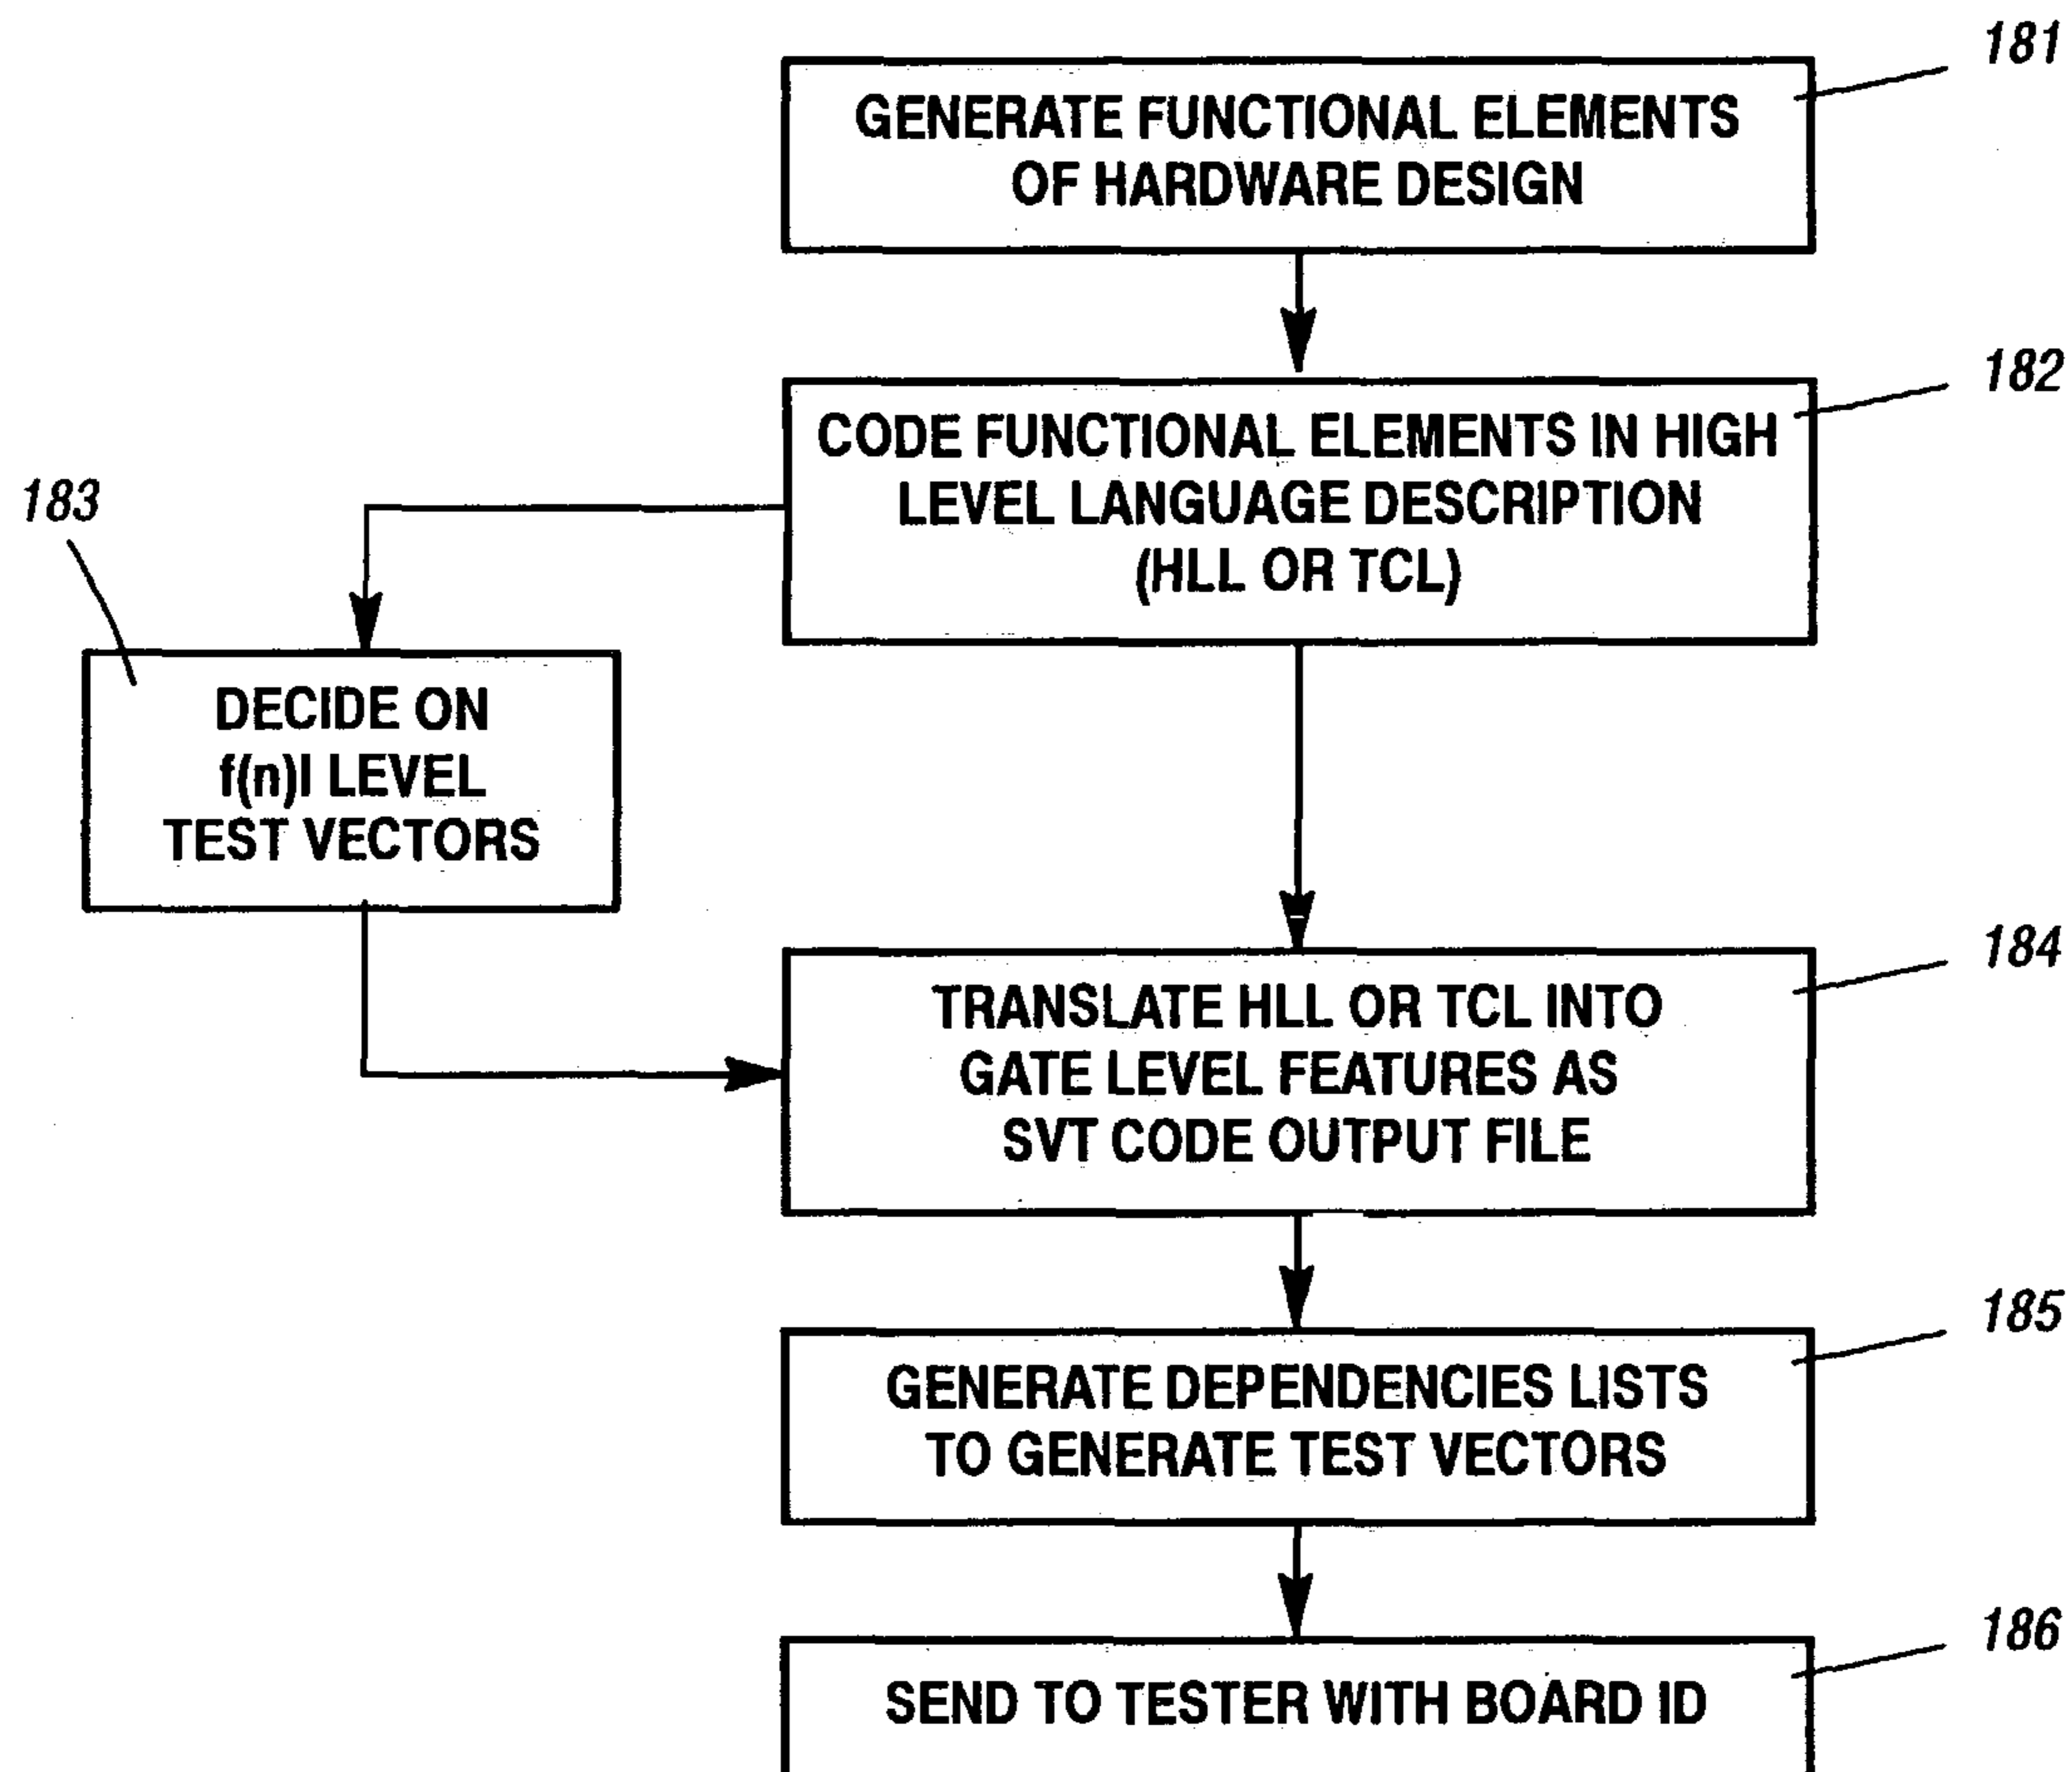 181
GENERATE FUNCTIONAL ELEMENTS
OF HARDWARE DESIGN
182
CODE FUNCTIONAL ELEMENTS IN HIGH
LEVEL LANGUAGE DESCRIPTION
(HLL OR TCL)
183
DECIDE ON
f(n)l LEVEL
TEST VECTORS
184
TRANSLATE HLL OR TCL INTO
GATE LEVEL FEATURES AS
SVT CODE OUTPUT FILE
185
GENERATE DEPENDENCIES LISTS
TO GENERATE TEST VECTORS
186
SEND TO TESTER WITH BOARD ID